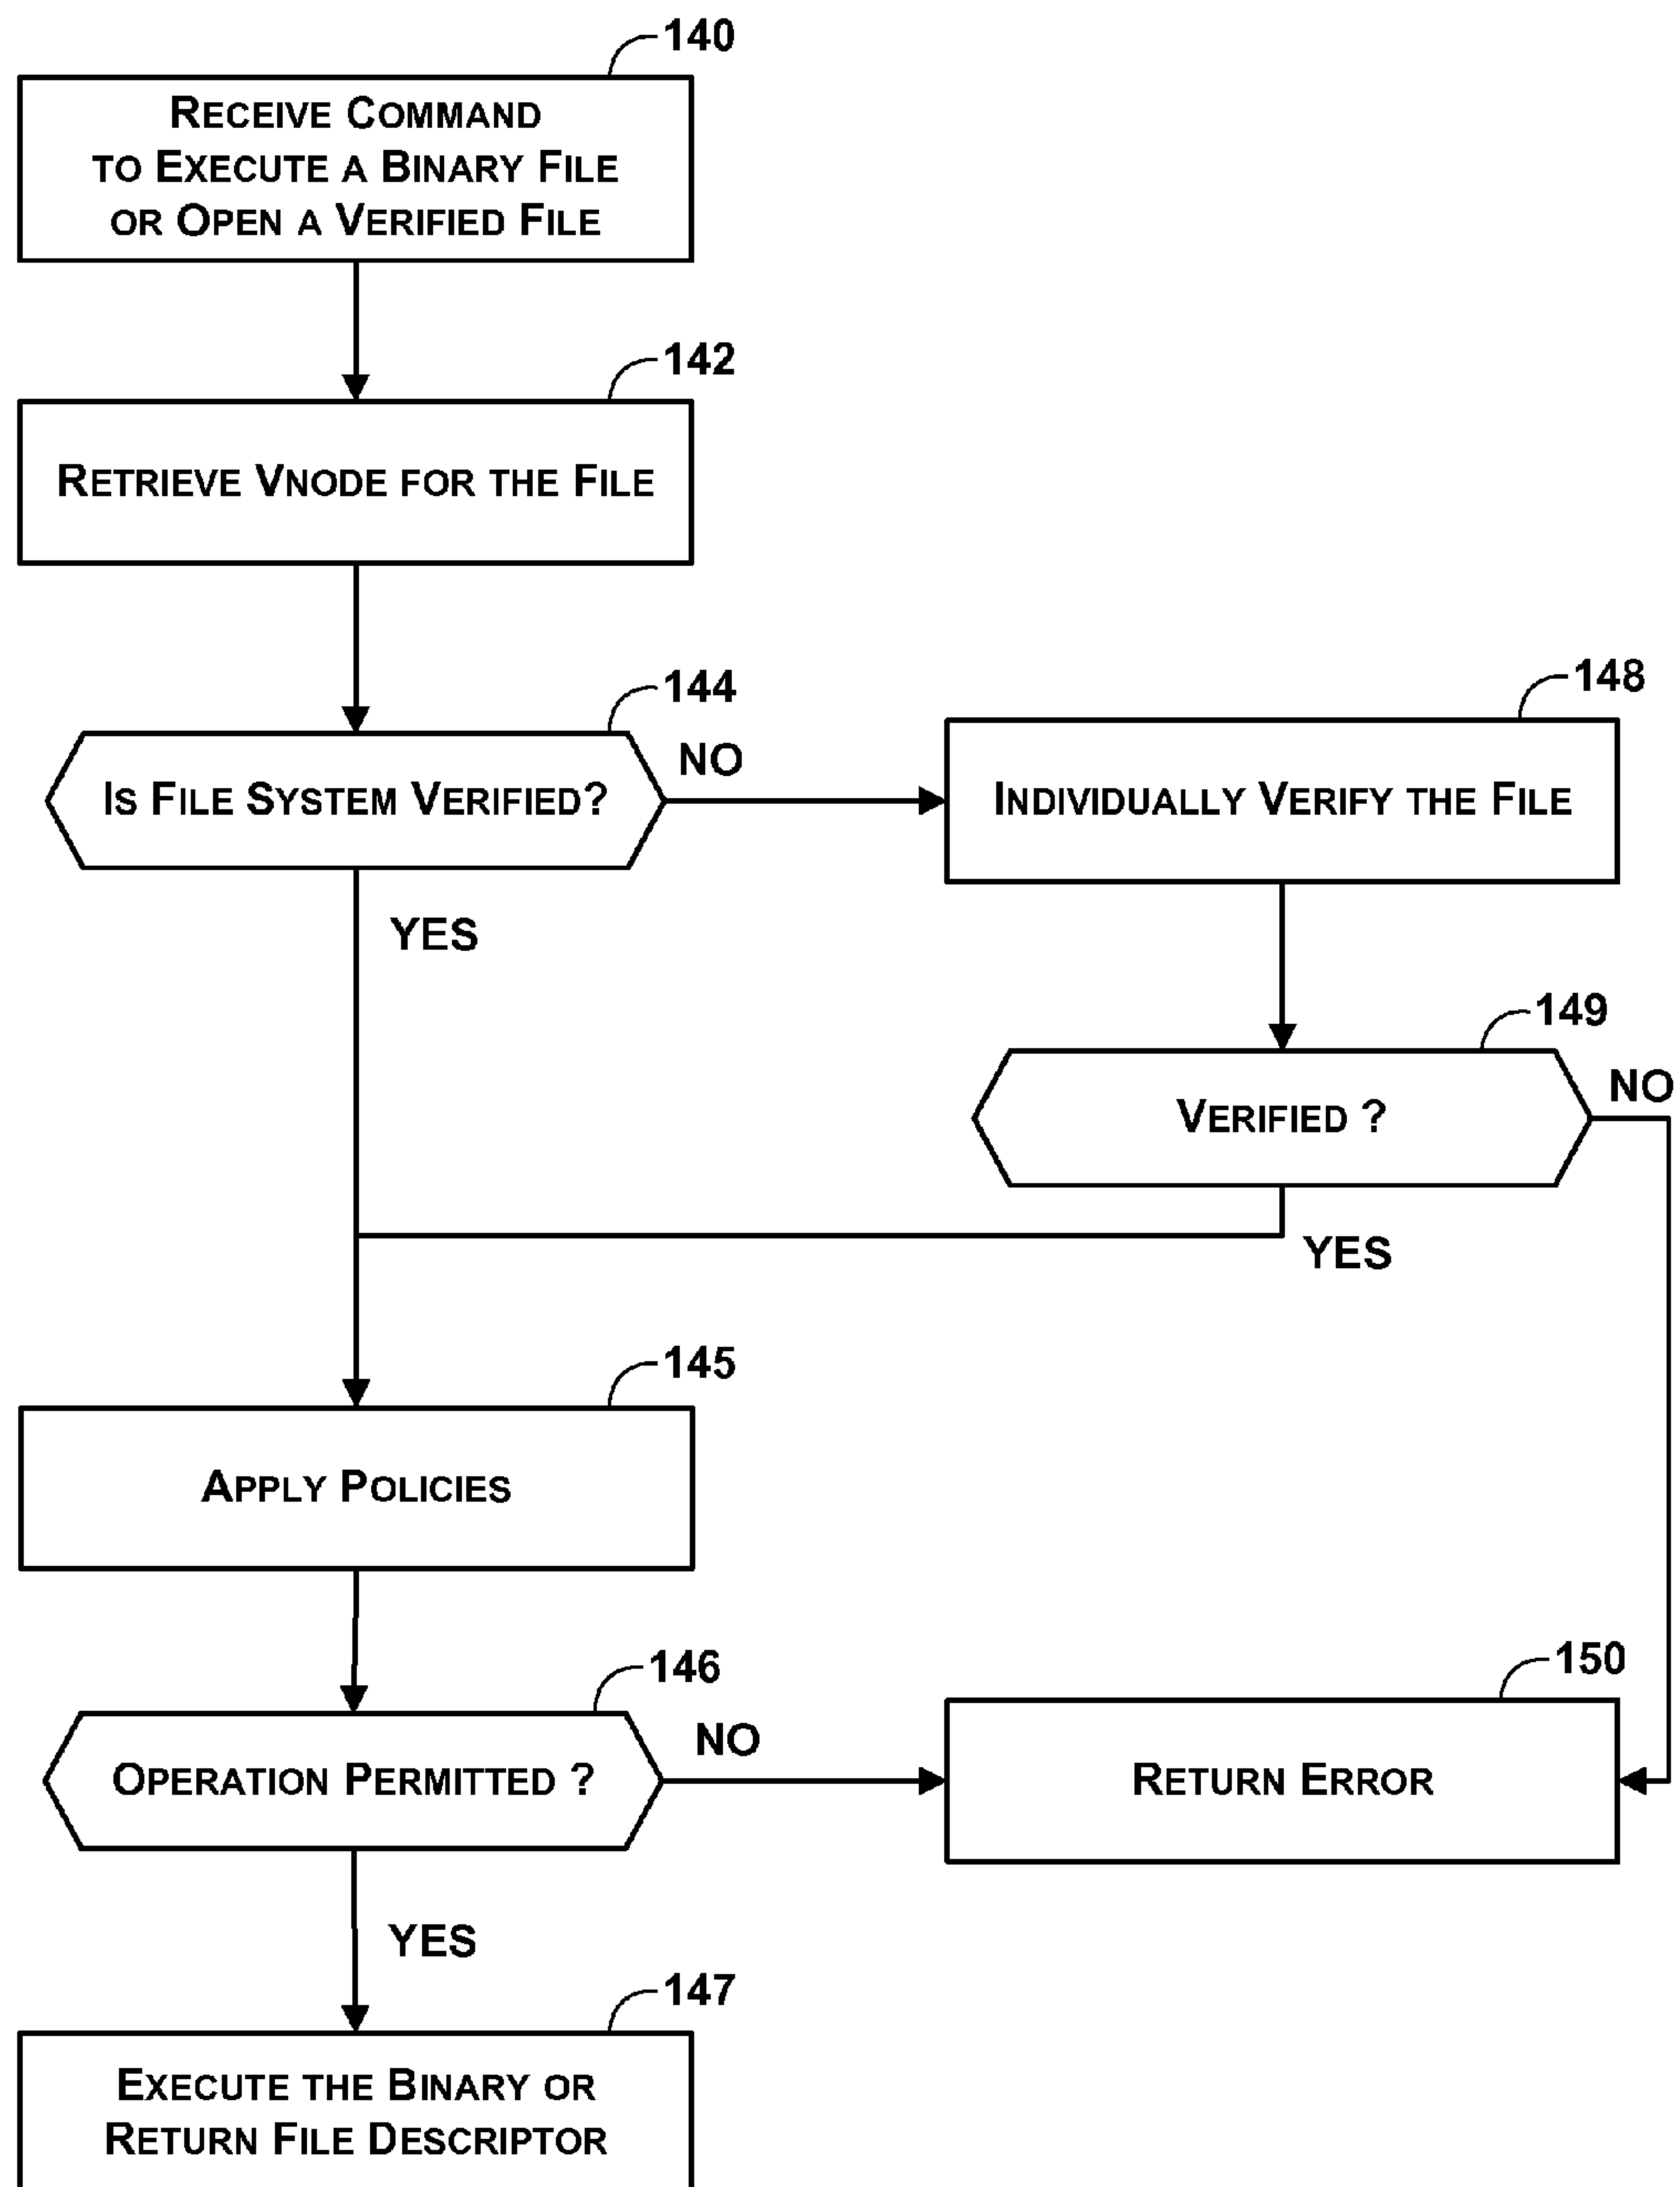 140
RECEIVE COMMAND
TO EXECUTE A BINARY FILE
OR OPEN A VERIFIED FILE
142
RETRIEVE VNODE FOR THE FILE
144
IS FILE SYSTEM VERIFIED?
NO
148
INDIVIDUALLY VERIFY THE FILE
YES
149
VERIFIED ?
NO
YES
145
APPLY POLICIES
146
OPERATION PERMITTED ?
NO
150
RETURN ERROR
YES
147
EXECUTE THE BINARY OR
RETURN FILE DESCRIPTOR